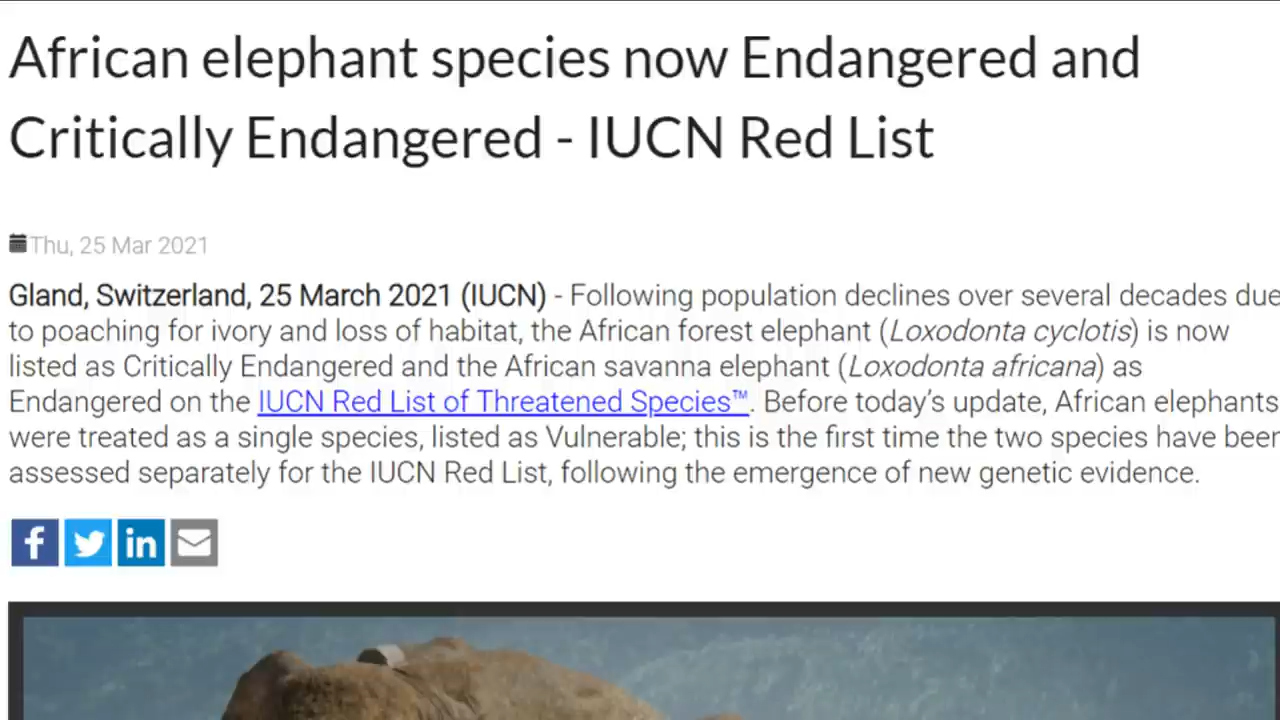 African elephant species now Endangered and
Critically Endangered - IUCN Red List
Thu, 25 Mar 2021
Gland, Switzerland, 25 March 2021 (IUCN) - Following population declines over several decades due
to poaching for ivory and loss of habitat, the African forest elephant (Loxodonta cyclotis) is now
listed as Critically Endangered and the African savanna elephant (Loxodonta africana) as
Endangered on the IUCN Red List of Threatened Species™. Before today's update, African elephants
were treated as a single species, listed as Vulnerable; this is the first time the two species have been
assessed separately for the IUCN Red List, following the emergence of new genetic evidence.
f
in